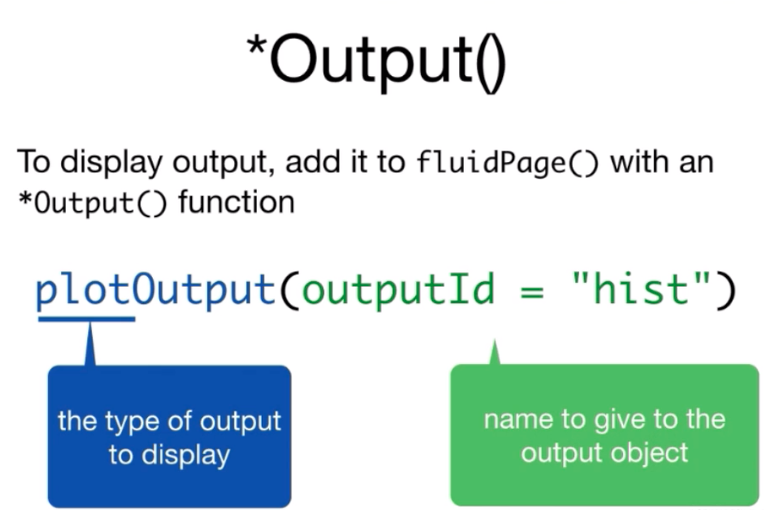 *Output()
To display output, add it to fluidPage() with an
*Output() function
plotOutput(outputId = "hist")
the type of output
to display
name to give to the
output object